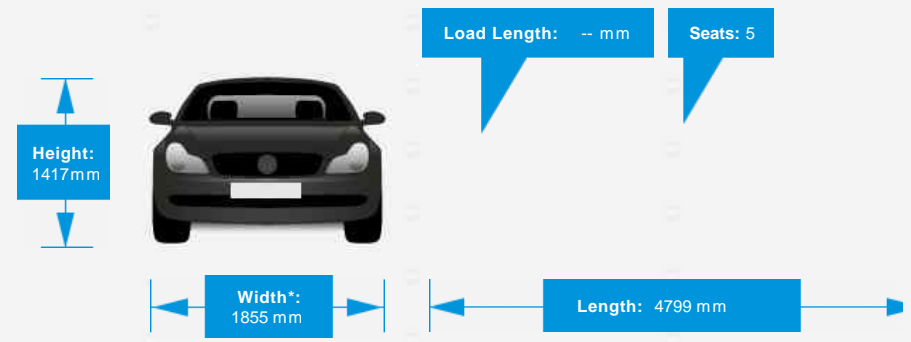 Load Length: -- mm
Seats: 5
Height:
1417mm
Width*:
1855 mm
Length: 4799 mm